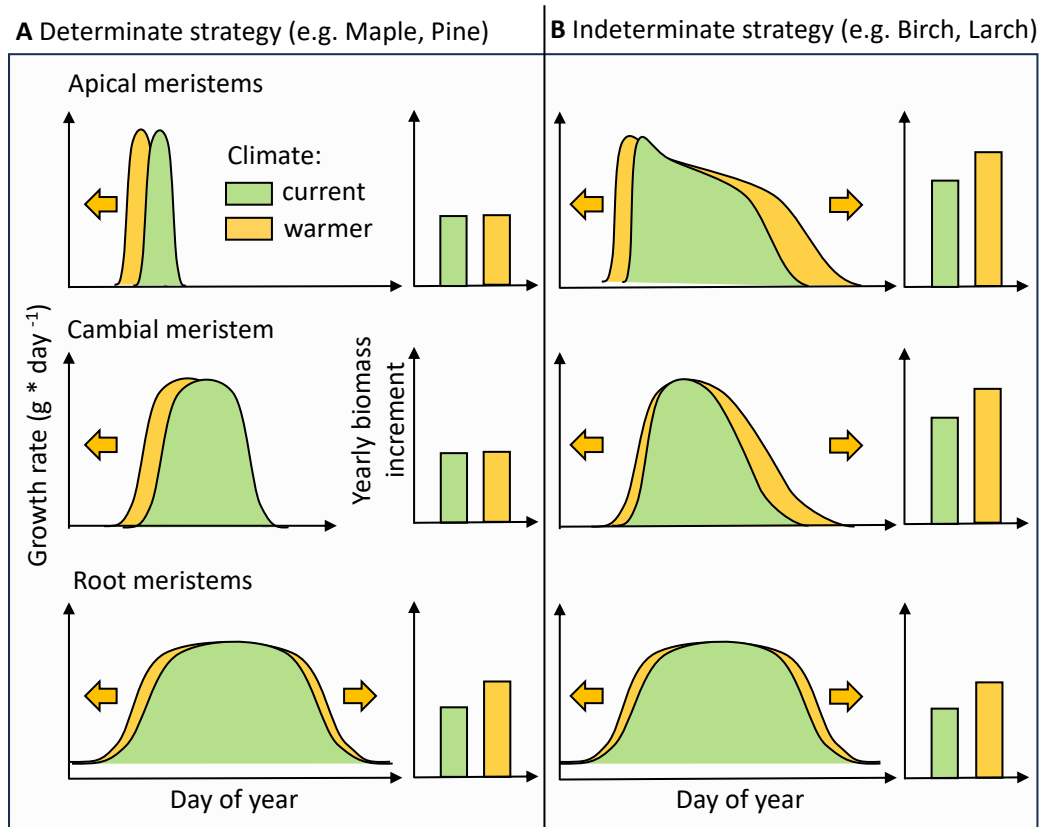 A Determinate strategy (e.g. Maple, Pine)
B Indeterminate strategy (e.g. Birch, Larch)
Apical meristems
Climate:
current
warmer
Cambial meristem
Growth rate (g * day -1)
Yearly biomass
increment
Root meristems
Day of year
Day of year